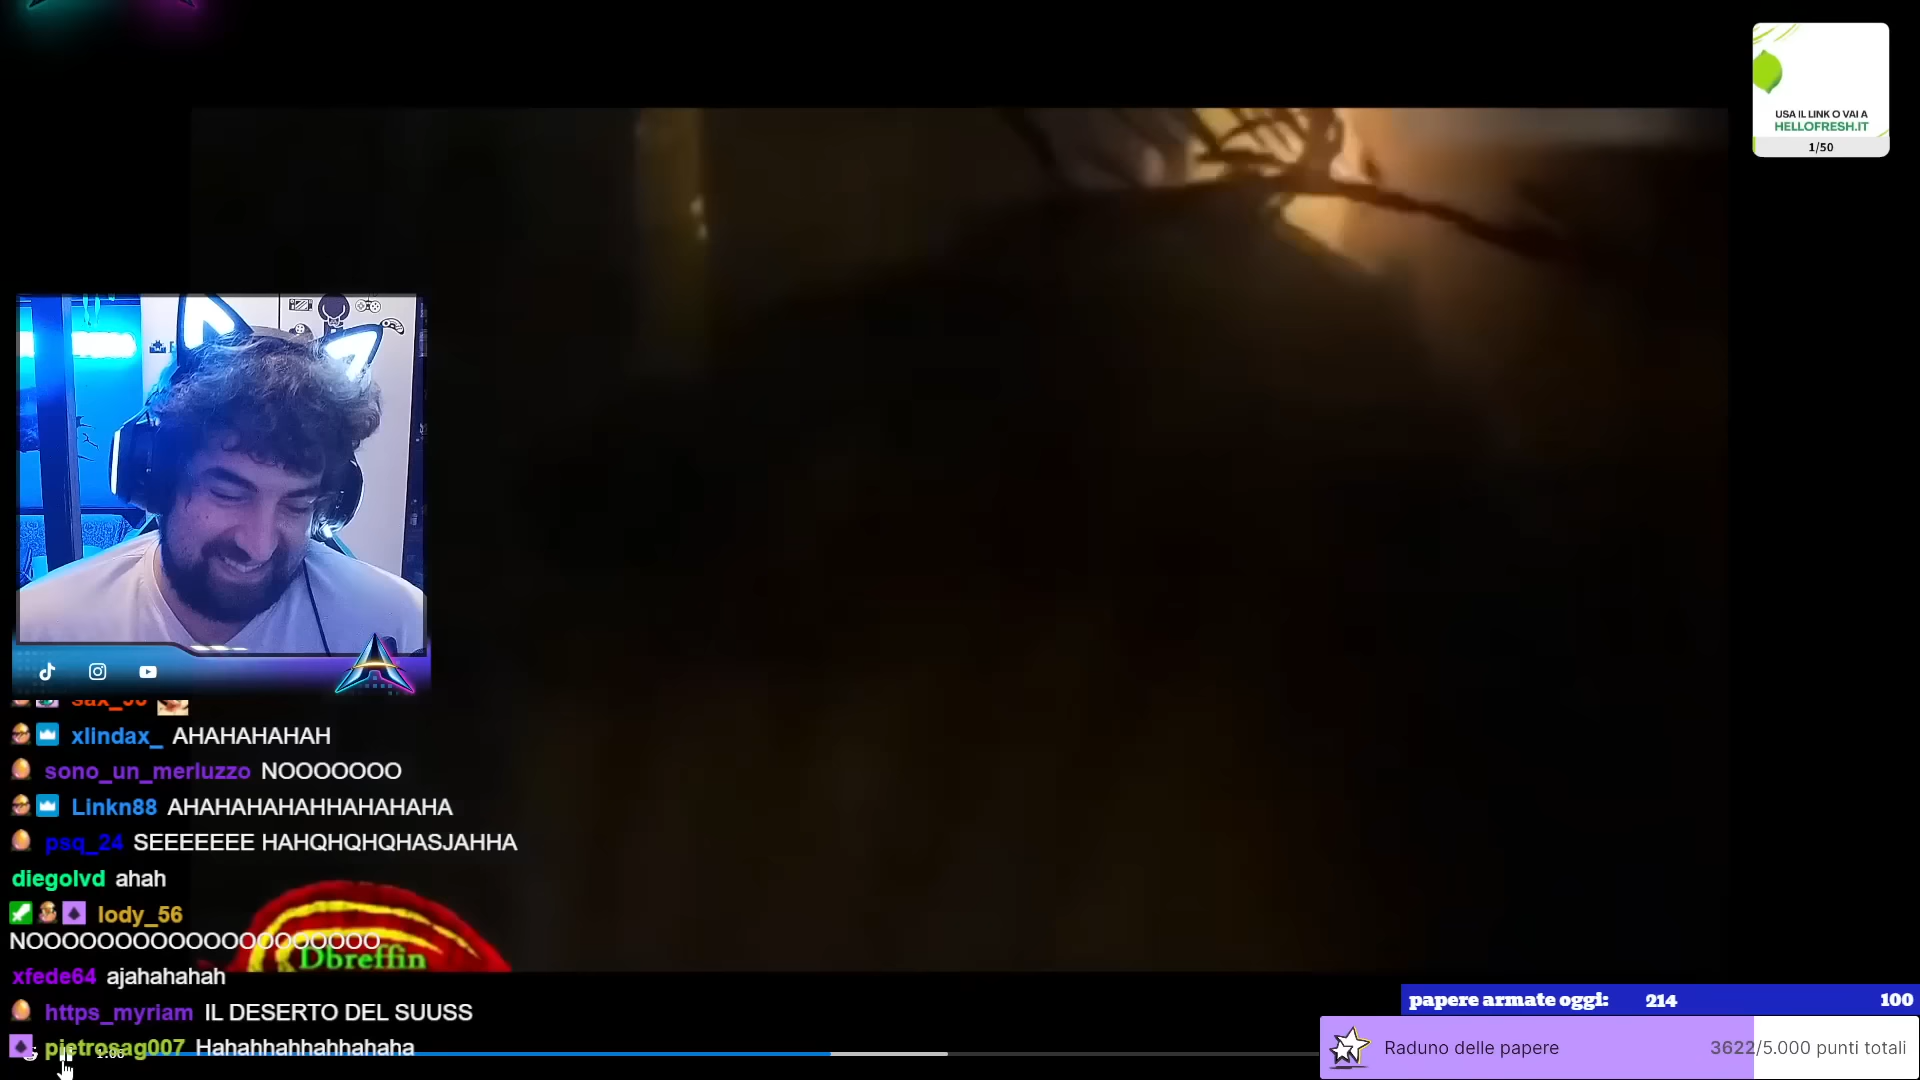 USA IL LINK O VAI A
HELLOFRESH.IT
1/50
xlindax_ AHAHAHAHAH
sono_un_merluzzo NOOOOOOO
Linkn88 AHAHAHAHAHHAHAHAHA
psq_24 SEEEEEEE HAHQHQHQHASJAHHA
diegolvd ahah
lody_56
NOOOOOOOOOOOOOOOOOOOO
Dbreffin
xfede64 ajahahahah
https_myriam IL DESERTO DEL SUUSS
pietrosag007 Hahahhahhahhahaha
papere armate oggi: 214 100
Raduno delle papere 3622/5.000 punti totali